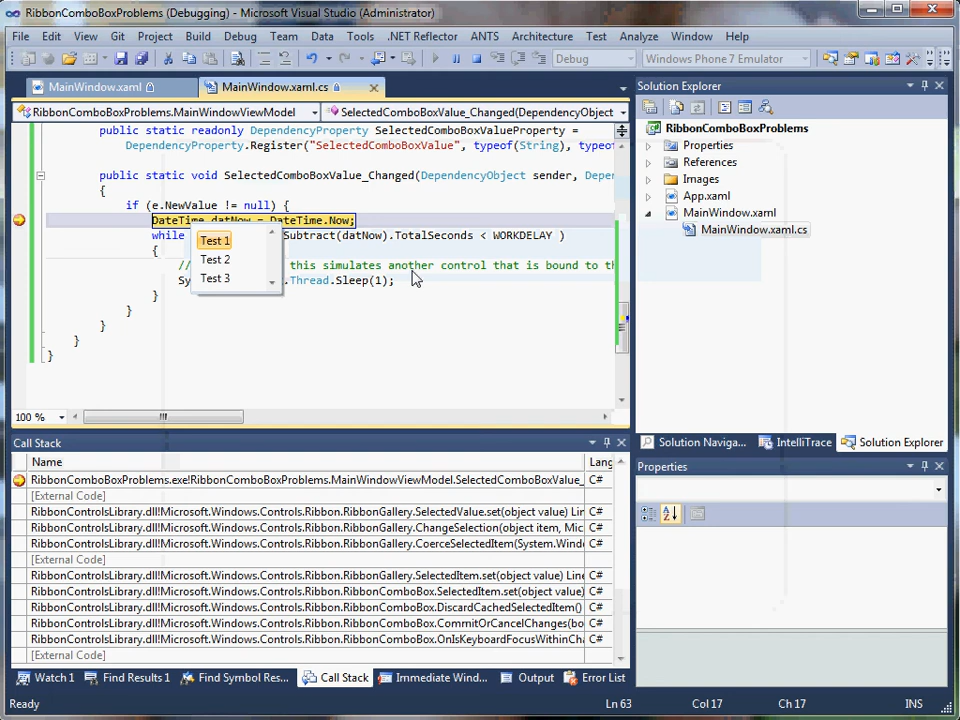 RibbonComboBoxProblems (Debugging) - Microsoft Visual Studio (Administrator)
File Edit View Git Project Build Debug Team Data Tools .NET Reflector ANTS Architecture Test Analyze Window Help
Debug Windows Phone 7 Emulator
MainWindow.xaml MainWindow.xaml.cs
RibbonComboBoxProblems.MainWindowViewModel SelectedComboBoxValue_Changed(DependencyObject
public static readonly DependencyProperty SelectedComboBoxValueProperty =
DependencyProperty.Register("SelectedComboBoxValue", typeof(String), typeof
public static void SelectedComboBoxValue_Changed(DependencyObject sender, Depe
{
if (e.NewValue != null) {
DateTime datNow = DateTime.Now;
while Subtract(datNow).TotalSeconds < WORKDELAY )
{
// this simulates another control that is bound to th
Sy .Thread.Sleep(1);
}
}
}
}
}
Test 1
Test 2
Test 3
100 %
Solution Explorer
RibbonComboBoxProblems
Properties
References
Images
App.xaml
MainWindow.xaml
MainWindow.xaml.cs
Solution Naviga... IntelliTrace Solution Explorer
Properties
Call Stack
Name Lang
RibbonComboBoxProblems.exe!RibbonComboBoxProblems.MainWindowViewModel.SelectedComboBoxValue_ C#
[External Code]
RibbonControlsLibrary.dll!Microsoft.Windows.Controls.Ribbon.RibbonGallery.SelectedValue.set(object value) Line C#
RibbonControlsLibrary.dll!Microsoft.Windows.Controls.Ribbon.RibbonGallery.ChangeSelection(object item, Mic C#
RibbonControlsLibrary.dll!Microsoft.Windows.Controls.Ribbon.RibbonGallery.CoerceSelectedItem(System.Windo C#
[External Code]
RibbonControlsLibrary.dll!Microsoft.Windows.Controls.Ribbon.RibbonGallery.SelectedItem.set(object value) Line C#
RibbonControlsLibrary.dll!Microsoft.Windows.Controls.Ribbon.RibbonComboBox.SelectedItem.set(object value) C#
RibbonControlsLibrary.dll!Microsoft.Windows.Controls.Ribbon.RibbonComboBox.DiscardCachedSelectedItem() C#
RibbonControlsLibrary.dll!Microsoft.Windows.Controls.Ribbon.RibbonComboBox.CommitOrCancelChanges(bo C#
RibbonControlsLibrary.dll!Microsoft.Windows.Controls.Ribbon.RibbonComboBox.OnIsKeyboardFocusWithinCha C#
[External Code]
Watch 1 Find Results 1 Find Symbol Res... Call Stack Immediate Wind... Output Error List
Ready Ln 63 Col 17 Ch 17 INS